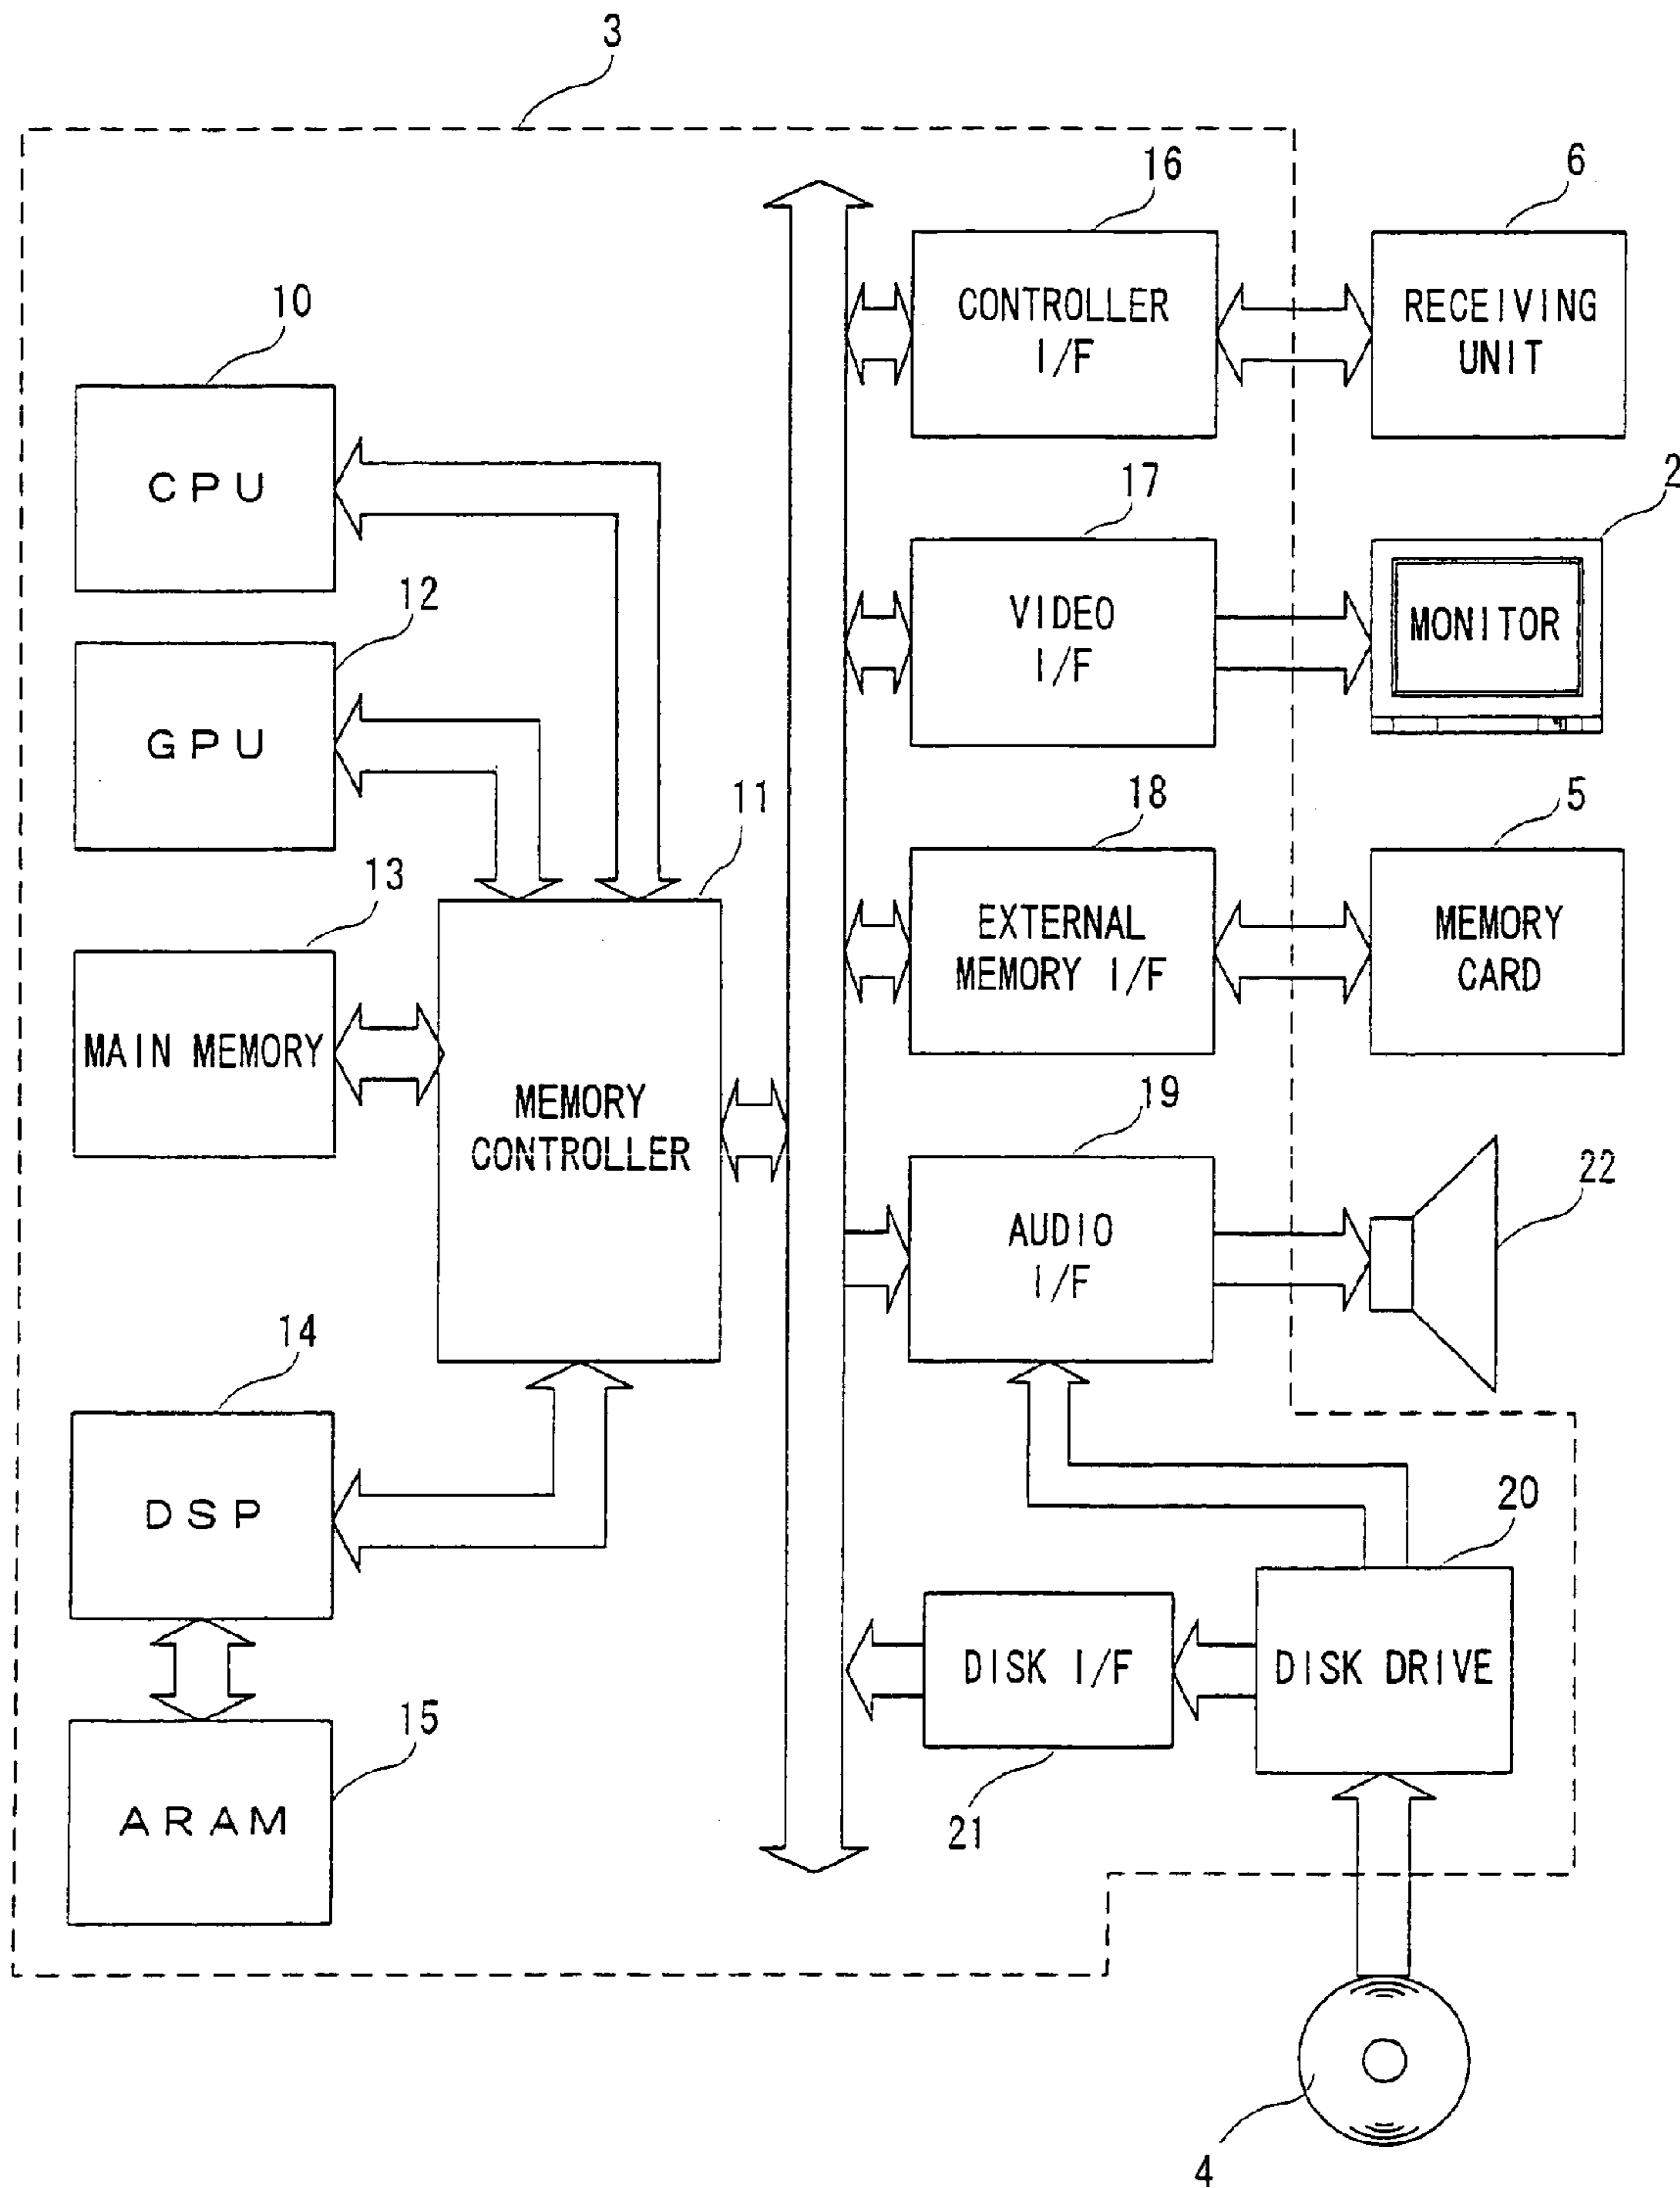 3
16
6
CONTROLLER
I/F
RECEIVING
UNIT
10
CPU
17
2
VIDEO
I/F
MONITOR
12
GPU
11
18
5
EXTERNAL
MEMORY I/F
MEMORY
CARD
13
MAIN MEMORY
MEMORY
CONTROLLER
19
22
AUDIO
I/F
14
DSP
20
DISK I/F
DISK DRIVE
15
21
ARAM
4